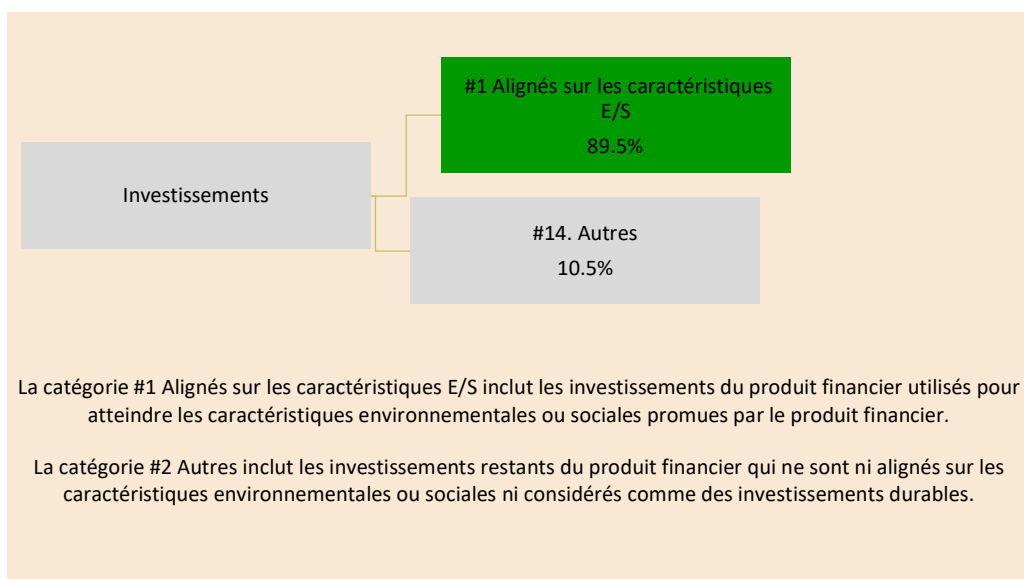 #1 Alignés sur les caractéristiques
E/S
89.5%
Investissements
#14. Autres
10.5%
La catégorie #1 Alignés sur les caractéristiques E/S inclut les investissements du produit financier utilisés pour
atteindre les caractéristiques environnementales ou sociales promues par le produit financier.
La catégorie #2 Autres inclut les investissements restants du produit financier qui ne sont ni alignés sur les
caractéristiques environnementales ou sociales ni considérés comme des investissements durables.